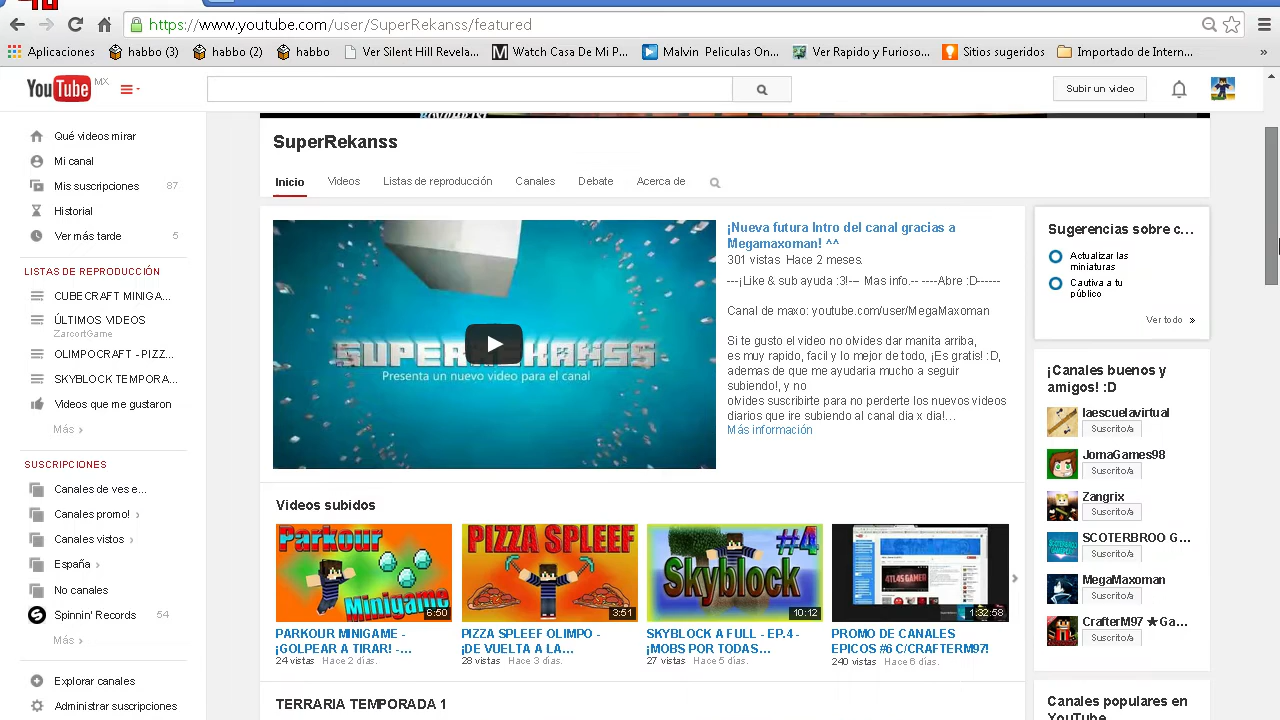 https://www.youtube.com/user/SuperRekanss/featured
Aplicaciones habbo (3) habbo (2) habbo Ver Silent Hill Revela... Watch Casa De Mi P... Malvin Peliculas On... Ver Rapido y Furioso... Sitios sugeridos Importado de Intern... »
YouTube MX
Subir un video
Qué videos mirar
Mi canal
Mis suscripciones 87
Historial
Ver más tarde 5
LISTAS DE REPRODUCCIÓN
CUBECRAFT MINIGA...
ÚLTIMOS VIDEOS
ZarcortGame
OLIMPOCRAFT - PIZZ...
SKYBLOCK TEMPORA...
Videos que me gustaron
Más ›
SUSCRIPCIONES
Canales de ves e...
Canales promo! ›
Canales vistos ›
España ›
No canales
Spinnin' Records 54
Más ›
Explorar canales
Administrar suscripciones
SuperRekanss
Inicio Videos Listas de reproducción Canales Debate Acerca de
Presenta un nuevo video para el canal
¡Nueva futura Intro del canal gracias a
Megamaxoman! ^^
301 vistas Hace 2 meses.
---¡Like & sub ayuda :3!--- Mas info.-- ----Abre :D------
anal de maxo: youtube.com/user/MegaMaxoman
Si te gusto el video no olvides dar manita arriba,
muy rapido, facil y lo mejor de todo, ¡Es gratis! :D,
emas de que me ayudaria mucho a seguir
subiendo!, y no
olvides suscribirte para no perderte los nuevos videos
diarios que ire subiendo al canal dia x dia!...
Más información
Videos subidos
Parkour Minigame 6:50
PIZZA SPLEEF 3:51
#4 Skyblock 10:12
1:32:58
PARKOUR MINIGAME -
¡GOLPEAR A TIRAR! -...
24 vistas Hace 2 días.
PIZZA SPLEEF OLIMPO -
¡DE VUELTA A LA...
28 vistas Hace 3 días.
SKYBLOCK A FULL - EP.4 -
¡MOBS POR TODAS...
27 vistas Hace 5 días.
PROMO DE CANALES
EPICOS #6 C/CRAFTERM97!
240 vistas Hace 6 días.
TERRARIA TEMPORADA 1
Sugerencias sobre c...
Actualizar las
miniaturas
Cautiva a tu
público
Ver todo »
¡Canales buenos y
amigos! :D
laescuelavirtual
Suscrito/a
JomaGames98
Suscrito/a
Zangrix
Suscrito/a
SCOTERBROO G...
Suscrito/a
MegaMaxoman
Suscrito/a
CrafterM97 ★Ga...
Suscrito/a
Canales populares en
YouTube